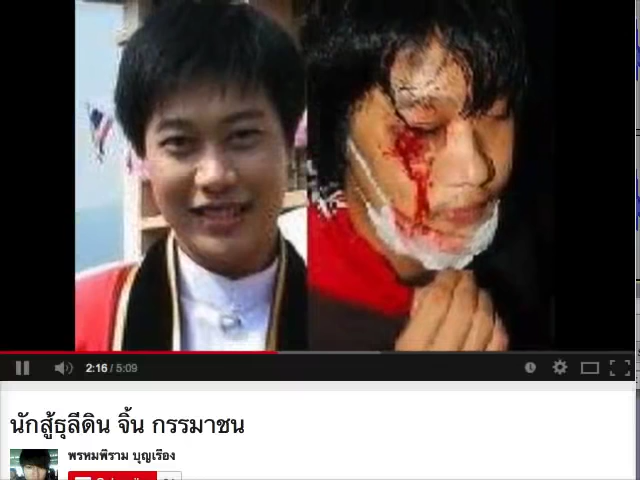 2:16 / 5:09
นักสู้ธุลีดิน จิ้น กรรมาชน
พรหมพิราม บุญเรือง